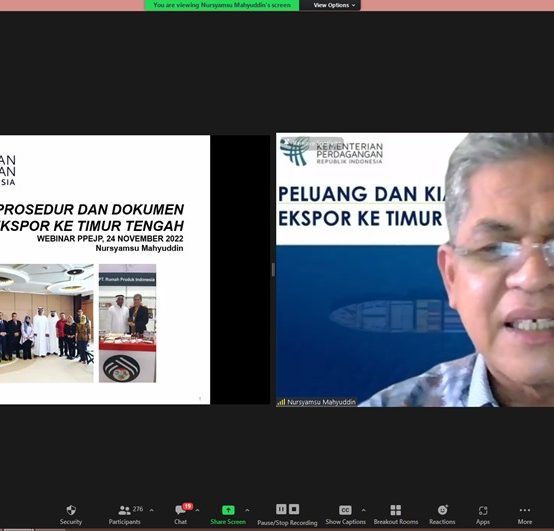 You are viewing Nursyamsu Mahyuddin's screen
View Options
IAN
AN
ESIA
PROSEDUR DAN DOKUMEN
EKSPOR KE TIMUR TENGAH
WEBINAR PPEJP, 24 NOVEMBER 2022
Nursyamsu Mahyuddin
PT. Rumah Produk Indonesia
1
KEMENTERIAN
PERDAGANGAN
REPUBLIK INDONESIA
PELUANG DAN KIA
EKSPOR KE TIMUR
Nursyamsu Mahyuddin
Security
Participants
276
Chat
19
Share Screen
Pause/Stop Recording
CC
Show Captions
Breakout Rooms
Reactions
Apps
More